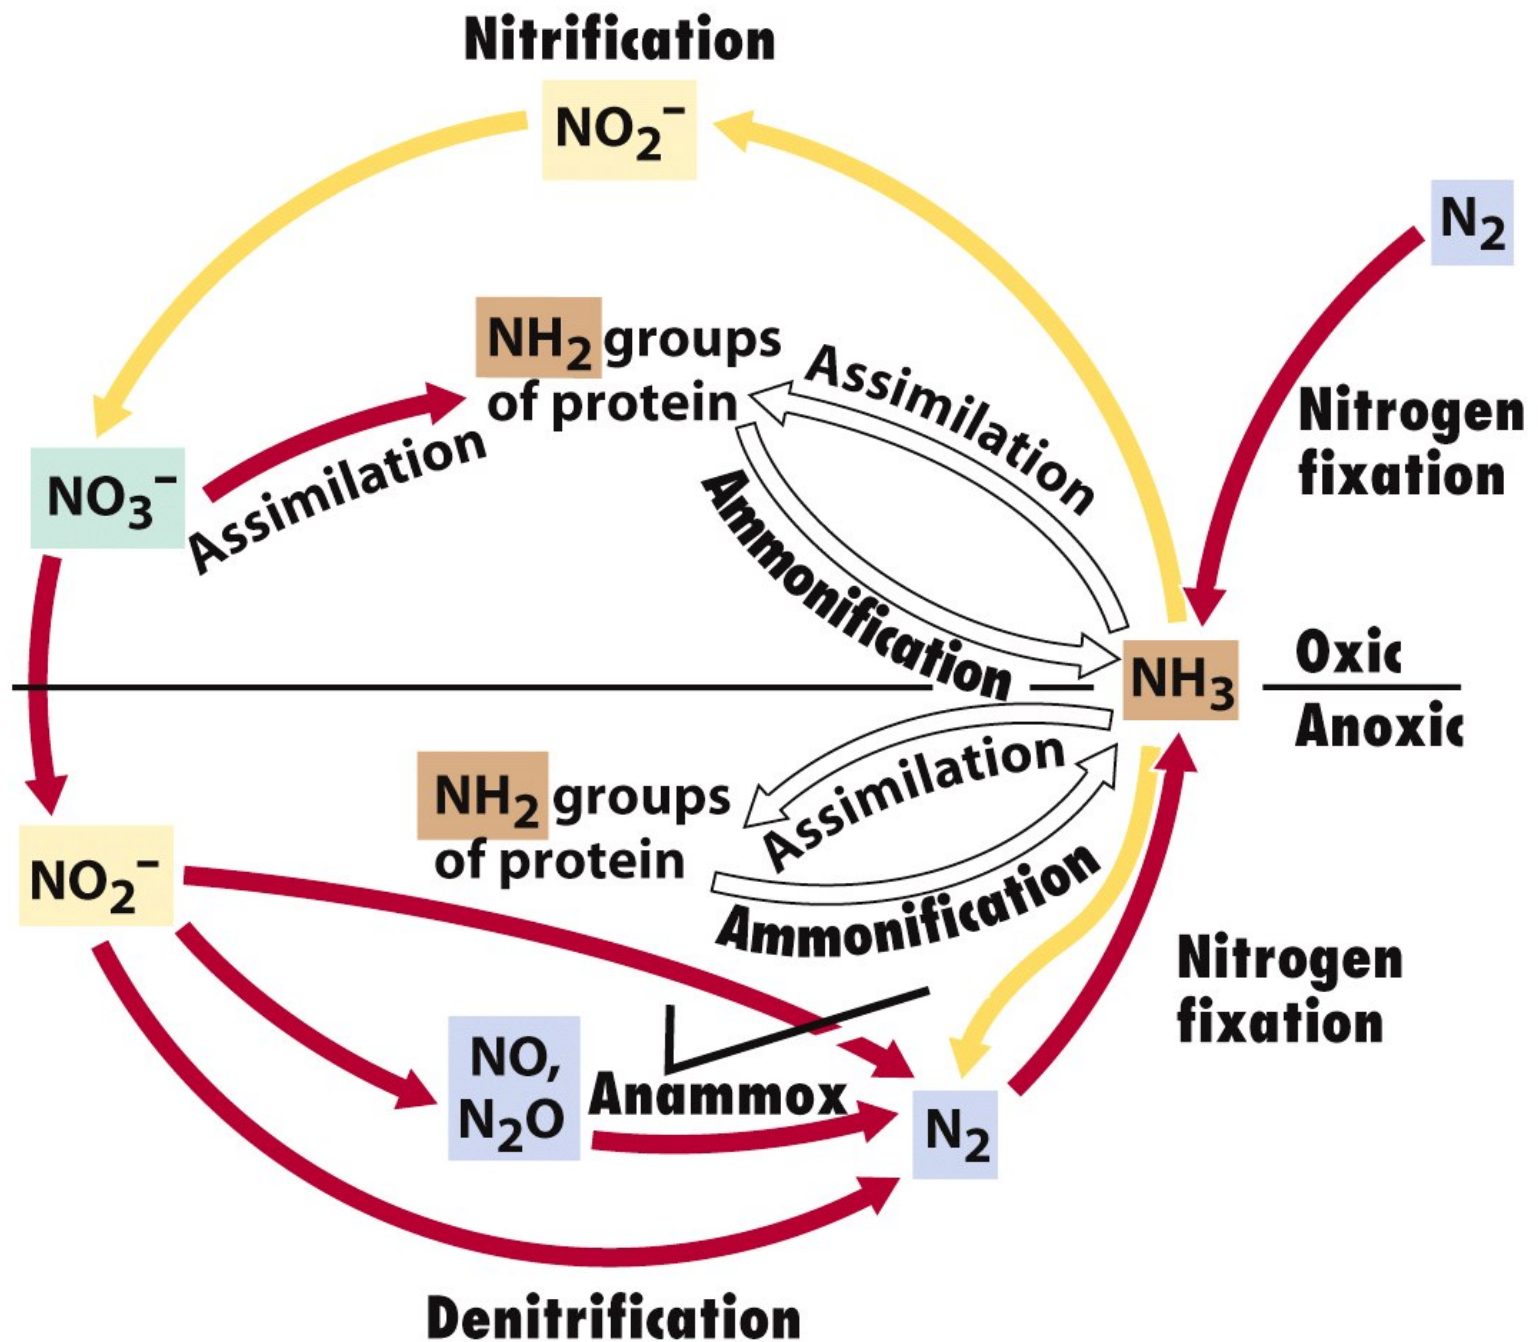 Nitrification
NO₂⁻
N₂
NH₂ groups
of protein
Assimilation
Nitrogen
fixation
NO₃⁻
Assimilation
Ammonification
Oxic
NH₃
Anoxic
NH₂ groups
of protein
Assimilation
NO₂⁻
Ammonification
Nitrogen
fixation
NO,
N₂O
Anammox
N₂
Denitrification